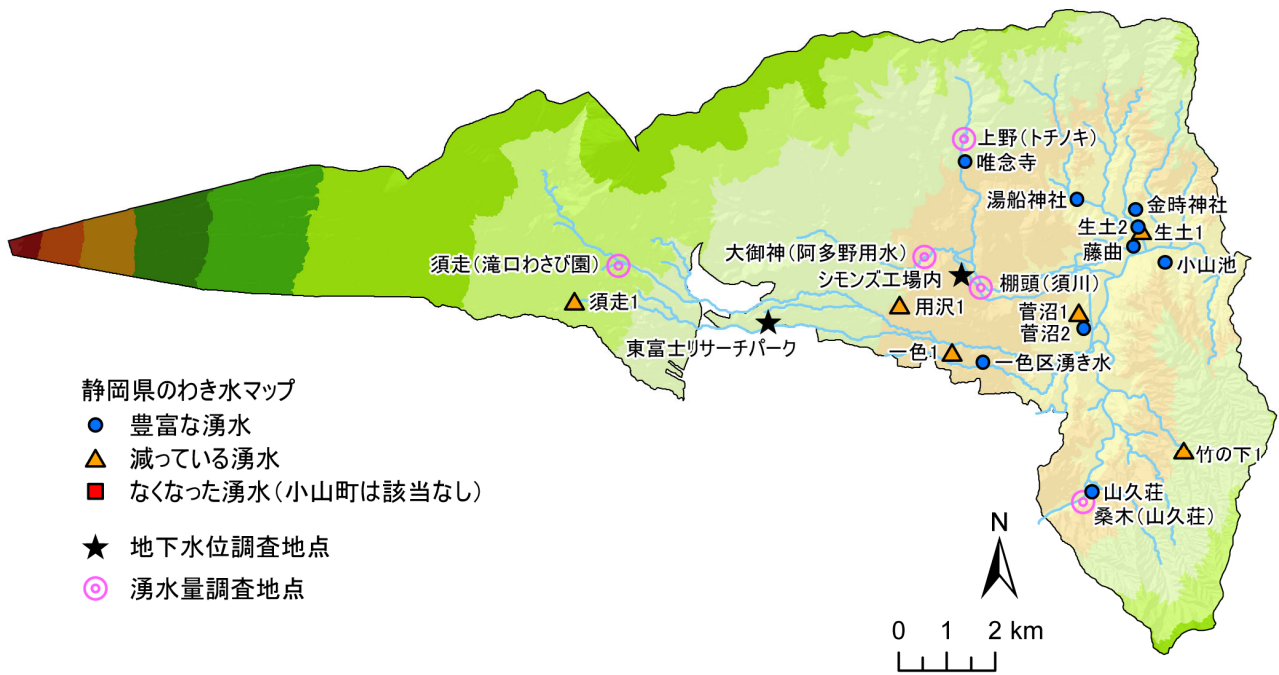 上野（トチノキ）
唯念寺
湯船神社
金時神社
生土2
生土1
藤曲
小山池
大御神（阿多野用水）
須走（滝口わさび園）
シモンズ工場内
棚頭（須川）
須走1
用沢1
菅沼1
菅沼2
東富士リサーチパーク
一色1
一色区湧き水
竹の下1
山久荘
桑木（山久荘）
静岡県のわき水マップ
豊富な湧水
減っている湧水
なくなった湧水（小山町は該当なし）
地下水位調査地点
湧水量調査地点
N
0 1 2 km